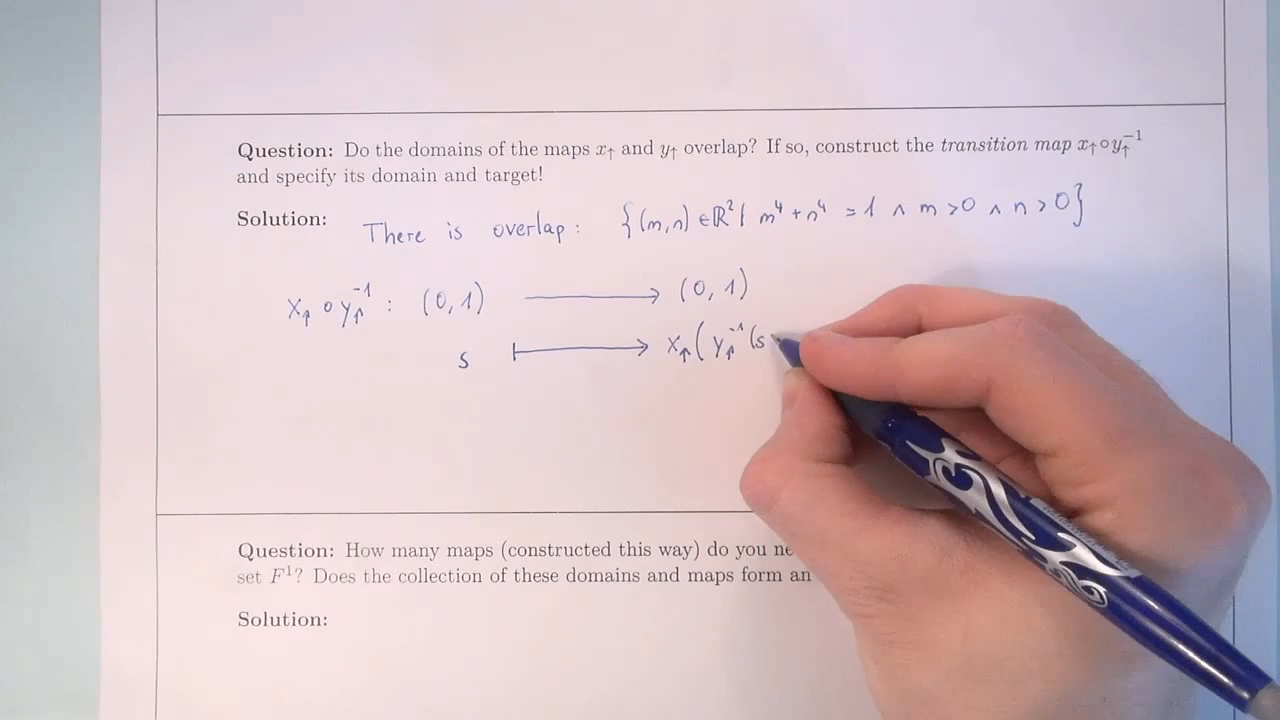 Question: Do the domains of the maps x↑ and y↑ overlap? If so, construct the transition map x↑∘y↑⁻¹
and specify its domain and target!
Solution: There is overlap: {(m,n) ∈ ℝ² | m⁴ + n⁴ = 1 ∧ m > 0 ∧ n > 0}
x↑ ∘ y↑⁻¹ : (0,1) ⟶ (0,1)
s ⟼ x↑(y↑⁻¹(s
Question: How many maps (constructed this way) do you
set F¹? Does the collection of these domains and maps form an
Solution: